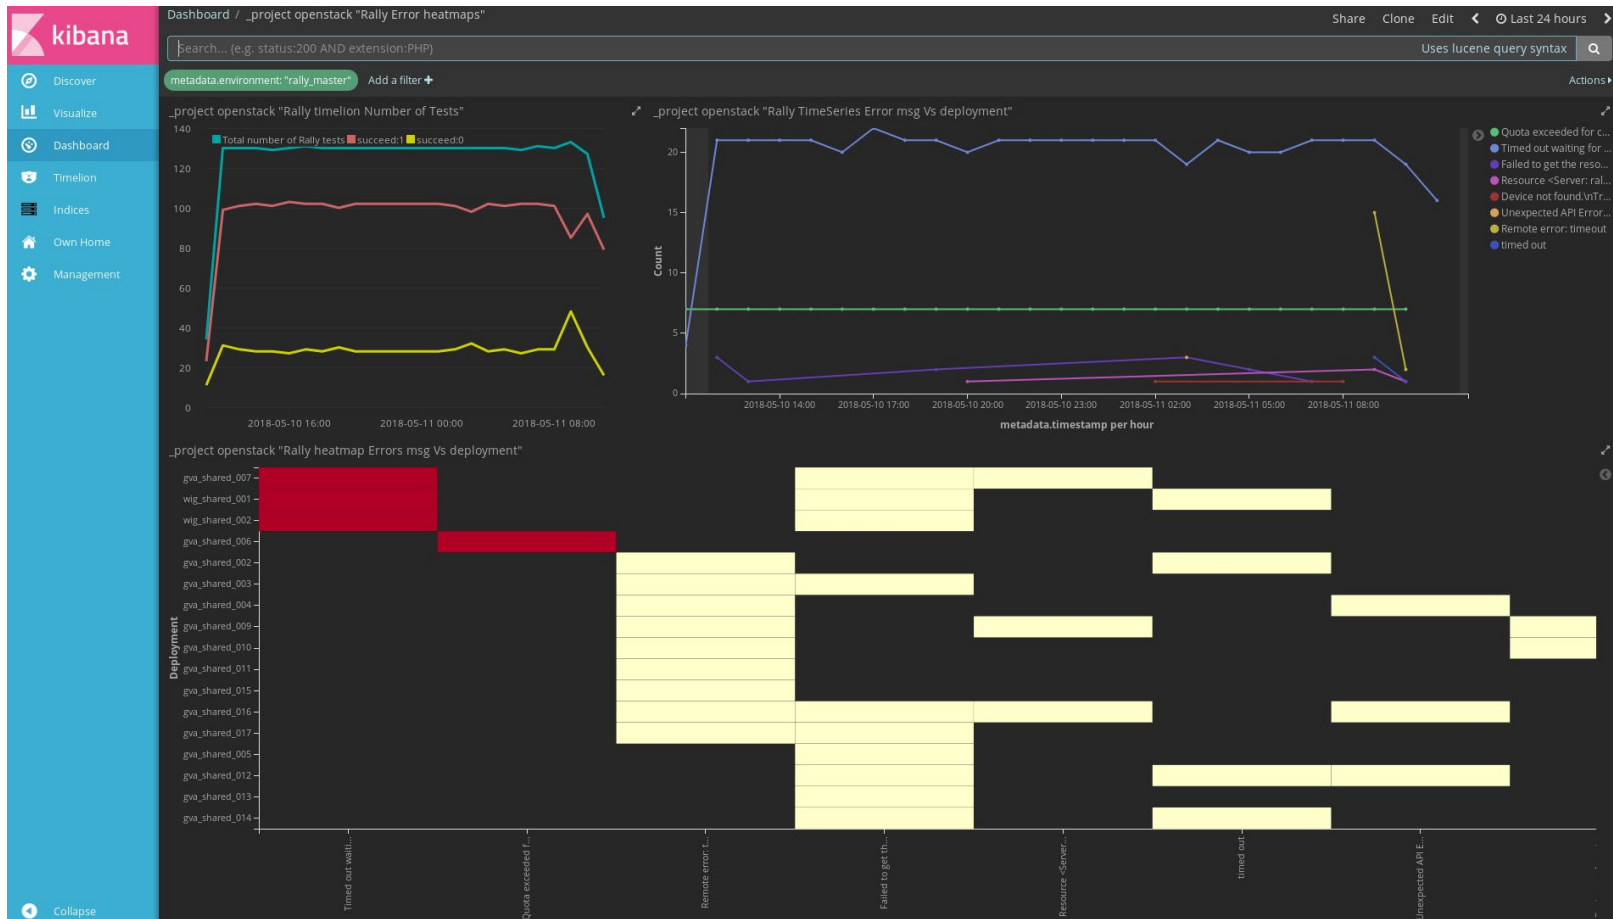 kibana
Discover
Visualize
Dashboard
Timelion
Indices
Own Home
Management
Collapse
Dashboard / _project openstack "Rally Error heatmaps"
Share Clone Edit Last 24 hours
Search... (e.g. status:200 AND extension:PHP)
Uses lucene query syntax
metadata.environment: "rally_master" Add a filter +
Actions
_project openstack "Rally timelion Number of Tests"
Total number of Rally tests succeed:1 succeed:0
140
120
100
80
60
40
20
0
2018-05-10 16:00 2018-05-11 00:00 2018-05-11 08:00
_project openstack "Rally TimeSeries Error msg Vs deployment"
Count
20
15
10
5
0
2018-05-10 14:00 2018-05-10 17:00 2018-05-10 20:00 2018-05-10 23:00 2018-05-11 02:00 2018-05-11 05:00 2018-05-11 08:00
metadata.timestamp per hour
Quota exceeded for c...
Timed out waiting for ...
Failed to get the reso...
Resource <Server: ral...
Device not found.\nTr...
Unexpected API Error...
Remote error: timeout
timed out
_project openstack "Rally heatmap Errors msg Vs deployment"
Deployment
gva_shared_007
wig_shared_001
wig_shared_002
gva_shared_006
gva_shared_002
gva_shared_003
gva_shared_004
gva_shared_009
gva_shared_010
gva_shared_011
gva_shared_015
gva_shared_016
gva_shared_017
gva_shared_005
gva_shared_012
gva_shared_013
gva_shared_014
Timed out waiti...
Quota exceeded f...
Remote error: t...
Failed to get th...
Resource <Server...
timed out
Unexpected API E...